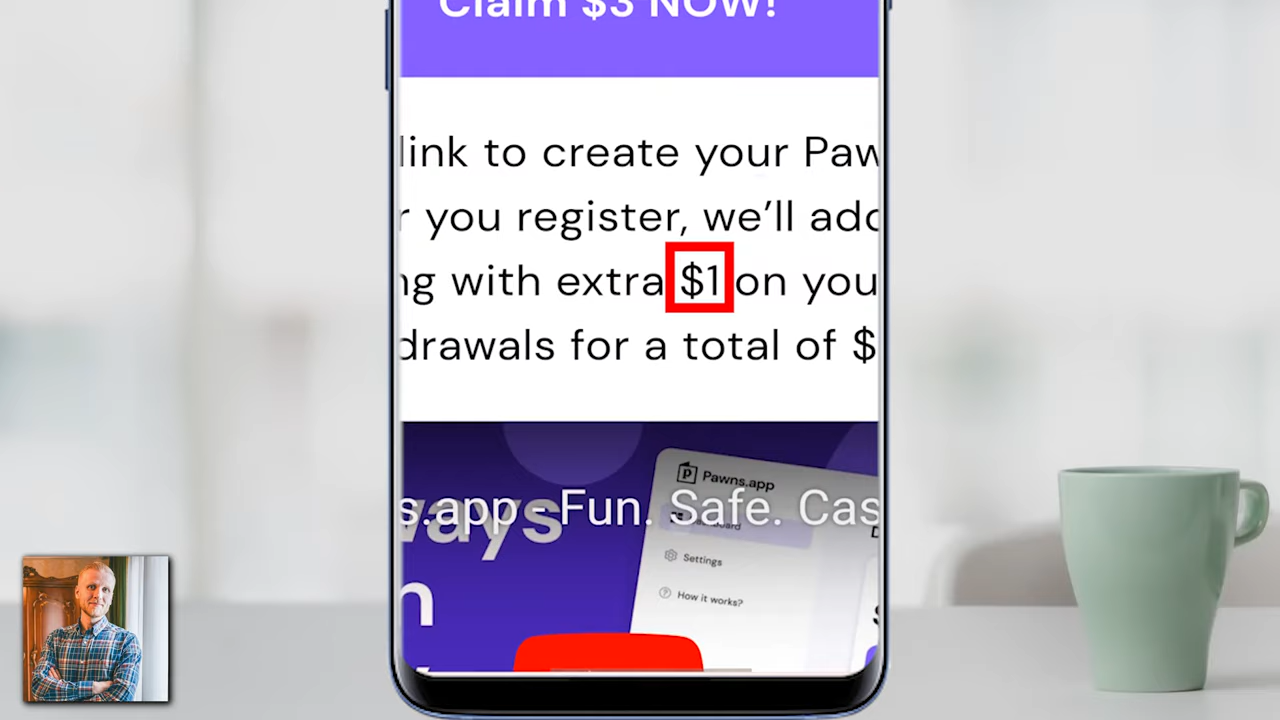 Claim $3 NOW!
link to create your Paw
r you register, we’ll add
ng with extra $1 on you
drawals for a total of $
Pawns.app
s.app - Fun. Safe. Cas
ways
Settings
n
How it works?